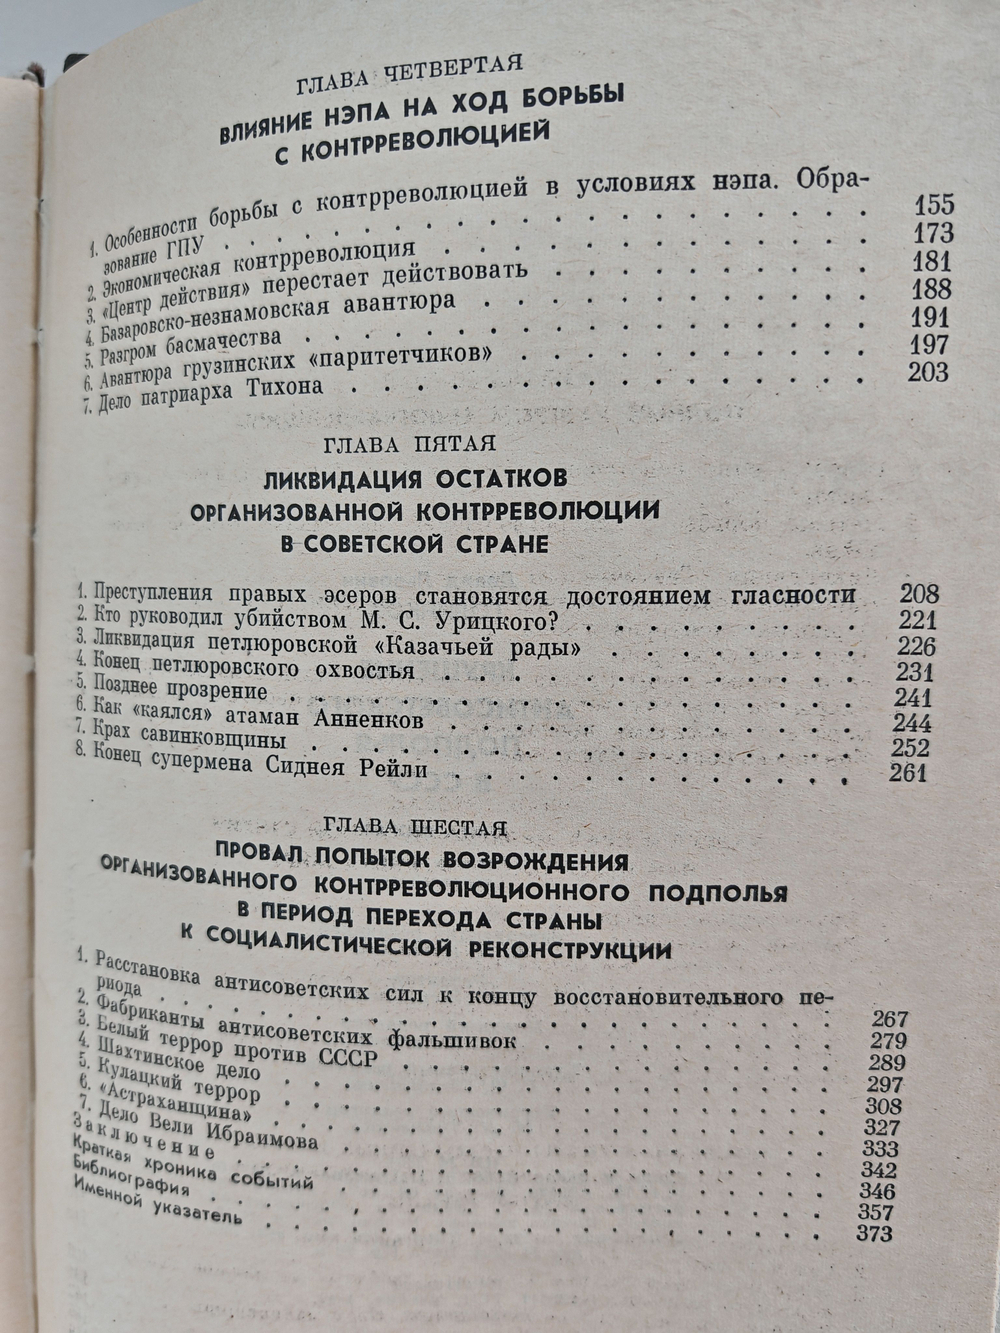 ГЛАВА ЧЕТВЕРТАЯ
ВЛИЯНИЕ НЭПА НА ХОД БОРЬБЫ
С КОНТРРЕВОЛЮЦИЕЙ
1. Особенности борьбы с контрреволюцией в условиях нэпа. Обра-
зование ГПУ . . . . . . . . . . . . . . . . . 155
2. Экономическая контрреволюция . . . . . . . . . . . 173
3. «Центр действия» перестает действовать . . . . . . . . 181
4. Базаровско-незнамовская авантюра . . . . . . . . . . 188
5. Разгром басмачества . . . . . . . . . . . . . . . 191
6. Авантюра грузинских «паритетчиков» . . . . . . . . . 197
7. Дело патриарха Тихона . . . . . . . . . . . . . . 203
ГЛАВА ПЯТАЯ
ЛИКВИДАЦИЯ ОСТАТКОВ
ОРГАНИЗОВАННОЙ КОНТРРЕВОЛЮЦИИ
В СОВЕТСКОЙ СТРАНЕ
1. Преступления правых эсеров становятся достоянием гласности 208
2. Кто руководил убийством М. С. Урицкого? . . . . . . . 221
3. Ликвидация петлюровской «Казачьей рады» . . . . . . . 226
4. Конец петлюровского охвостья . . . . . . . . . . . 231
5. Позднее прозрение . . . . . . . . . . . . . . . . 241
6. Как «каялся» атаман Анненков . . . . . . . . . . . 244
7. Крах савинковщины . . . . . . . . . . . . . . . . 252
8. Конец супермена Сиднея Рейли . . . . . . . . . . . 261
ГЛАВА ШЕСТАЯ
ПРОВАЛ ПОПЫТОК ВОЗРОЖДЕНИЯ
ОРГАНИЗОВАННОГО КОНТРРЕВОЛЮЦИОННОГО ПОДПОЛЬЯ
В ПЕРИОД ПЕРЕХОДА СТРАНЫ
К СОЦИАЛИСТИЧЕСКОЙ РЕКОНСТРУКЦИИ
1. Расстановка антисоветских сил к концу восстановительного пе-
риода . . . . . . . . . . . . . . . . . . . 267
2. Фабриканты антисоветских фальшивок . . . . . . . . . 279
3. Белый террор против СССР . . . . . . . . . . . . . 289
4. Шахтинское дело . . . . . . . . . . . . . . . . . 297
5. Кулацкий террор . . . . . . . . . . . . . . . . . 308
6. «Астраханщина» . . . . . . . . . . . . . . . . . 327
7. Дело Вели Ибраимова . . . . . . . . . . . . . . . 333
Заключение . . . . . . . . . . . . . . . . . . 342
Краткая хроника событий . . . . . . . . . . . . . . 346
Библиография . . . . . . . . . . . . . . . . . . 357
Именной указатель . . . . . . . . . . . . . . . . 373